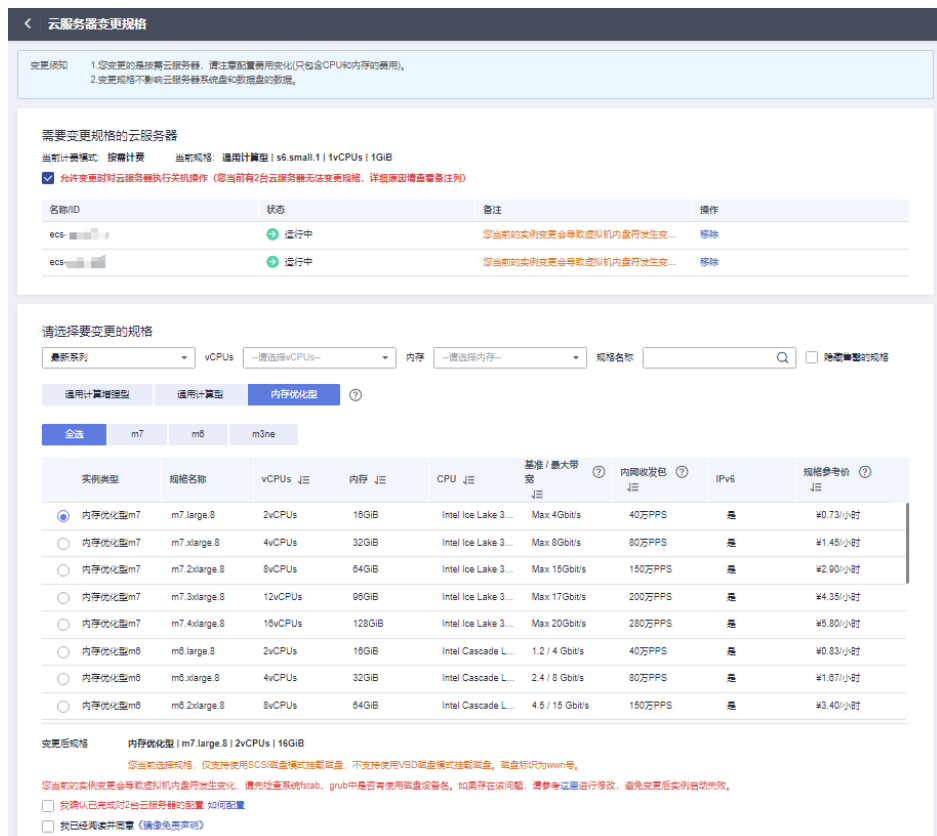 云服务器变更规格
变更须知 1.您变更的是按需云服务器，请注意配置费用变化(只包含CPU和内存的费用)。
2.变更规格不影响云服务器系统盘和数据盘的数据。
需要变更规格的云服务器
当前计费模式: 按需计费 当前规格: 通用计算型 | s6.small.1 | 1vCPUs | 1GiB
允许变更时对云服务器执行关机操作（您当前有2台云服务器无法变更规格，详细原因请查看备注列）
名称/ID 状态 备注 操作
ecs- 运行中 您当前的实例变更会导致虚拟机内盘符发生变... 移除
ecs- 运行中 您当前的实例变更会导致虚拟机内盘符发生变... 移除
请选择要变更的规格
最新系列 vCPUs --请选择vCPUs-- 内存 --请选择内存-- 规格名称 隐藏售罄的规格
通用计算增强型 通用计算型 内存优化型
全选 m7 m6 m3ne
实例类型 规格名称 vCPUs 内存 CPU 基准 / 最大带宽 内网收发包 IPv6 规格参考价
内存优化型m7 m7.large.8 2vCPUs 16GiB Intel Ice Lake 3... Max 4Gbit/s 40万PPS 是 ¥0.73/小时
内存优化型m7 m7.xlarge.8 4vCPUs 32GiB Intel Ice Lake 3... Max 8Gbit/s 80万PPS 是 ¥1.45/小时
内存优化型m7 m7.2xlarge.8 8vCPUs 64GiB Intel Ice Lake 3... Max 15Gbit/s 150万PPS 是 ¥2.90/小时
内存优化型m7 m7.3xlarge.8 12vCPUs 96GiB Intel Ice Lake 3... Max 17Gbit/s 200万PPS 是 ¥4.35/小时
内存优化型m7 m7.4xlarge.8 16vCPUs 128GiB Intel Ice Lake 3... Max 20Gbit/s 280万PPS 是 ¥5.80/小时
内存优化型m6 m6.large.8 2vCPUs 16GiB Intel Cascade L... 1.2 / 4 Gbit/s 40万PPS 是 ¥0.83/小时
内存优化型m6 m6.xlarge.8 4vCPUs 32GiB Intel Cascade L... 2.4 / 8 Gbit/s 80万PPS 是 ¥1.67/小时
内存优化型m6 m6.2xlarge.8 8vCPUs 64GiB Intel Cascade L... 4.5 / 15 Gbit/s 150万PPS 是 ¥3.40/小时
变更后规格 内存优化型 | m7.large.8 | 2vCPUs | 16GiB
您当前选择规格，仅支持使用SCSI磁盘模式挂载磁盘，不支持使用VBD磁盘模式挂载磁盘。磁盘标识为wwn号。
您当前的实例变更会导致虚拟机内盘符发生变化，请先检查系统fstab、grub中是否有使用磁盘设备名。如果存在该问题，请参考这里进行修改，避免变更后实例启动失败。
我确认已完成对2台云服务器的配置 如何配置
我已经阅读并同意《镜像免责声明》